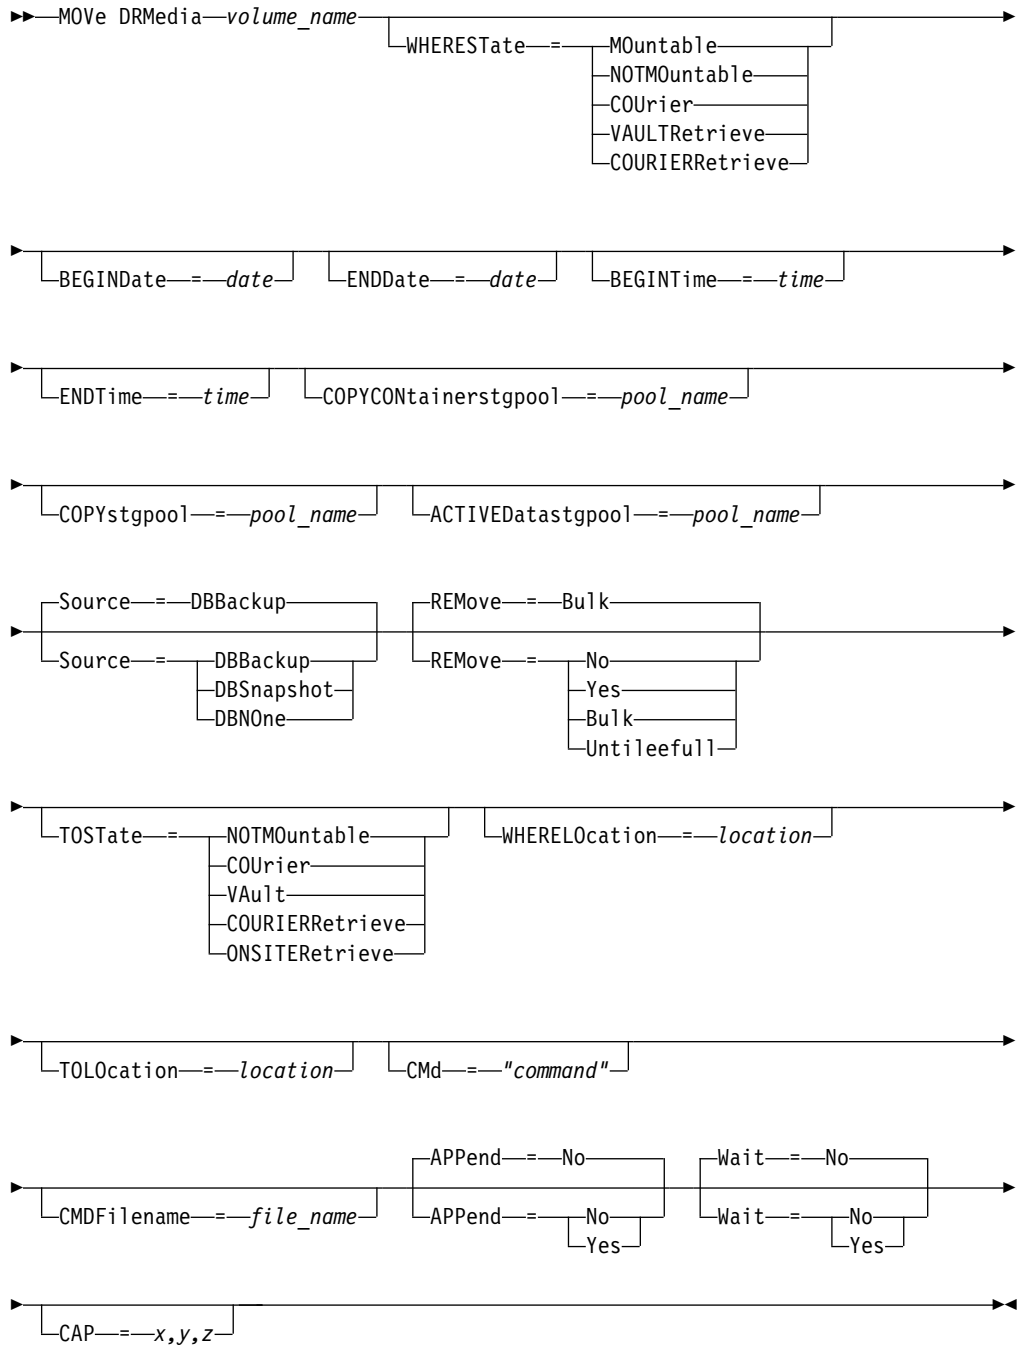 MOVe DRMedia volume_name
WHERESTate = MOuntable
NOTMOuntable
COUrier
VAULTRetrieve
COURIERRetrieve
BEGINDate = date ENDDate = date BEGINTime = time
ENDTime = time COPYCONtainerstgpool = pool_name
COPYstgpool = pool_name ACTIVEDatastgpool = pool_name
Source = DBBackup REMove = Bulk
Source = DBBackup REMove = No
DBSnapshot Yes
DBNOne Bulk
Untileefull
TOSTate = NOTMOuntable WHERELOcation = location
COUrier
VAult
COURIERRetrieve
ONSITERetrieve
TOLOcation = location CMd = "command"
APPend = No Wait = No
CMDFilename = file_name APPend = No Wait = No
Yes Yes
CAP = x,y,z